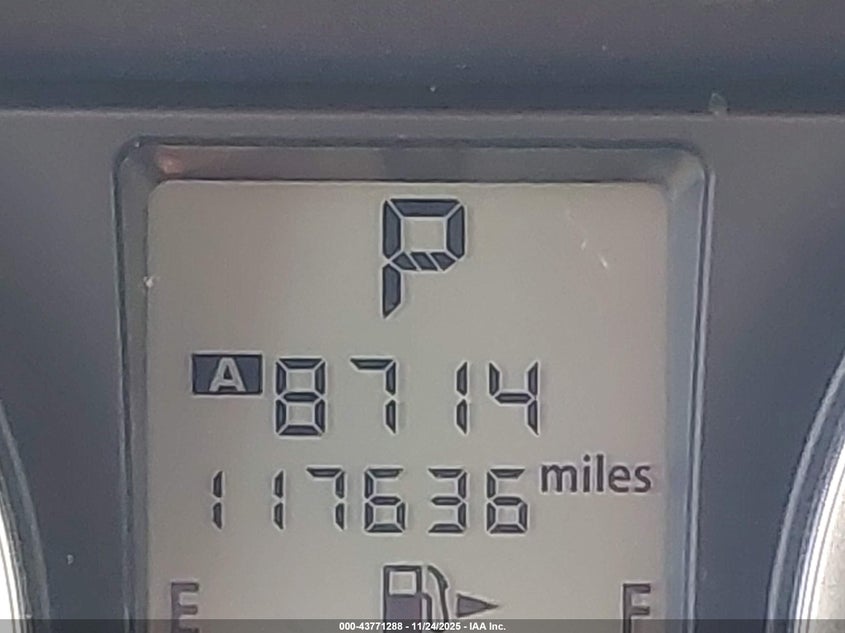 P
A 8714
117636 miles
E F
000-43771288 - 11/24/2025 - IAA Inc.